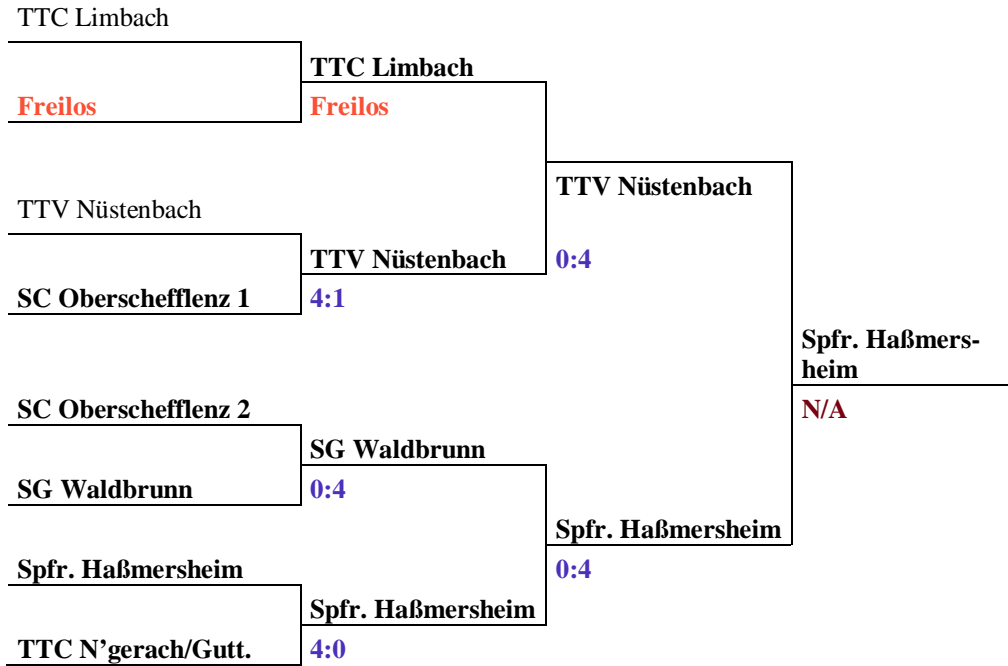 TTC Limbach
TTC Limbach
Freilos
Freilos
TTV Nüstenbach
TTV Nüstenbach
TTV Nüstenbach
0:4
SC Oberschefflenz 1
4:1
Spfr. Haßmers-
heim
SC Oberschefflenz 2
N/A
SG Waldbrunn
SG Waldbrunn
0:4
Spfr. Haßmersheim
Spfr. Haßmersheim
0:4
Spfr. Haßmersheim
TTC N’gerach/Gutt.
4:0